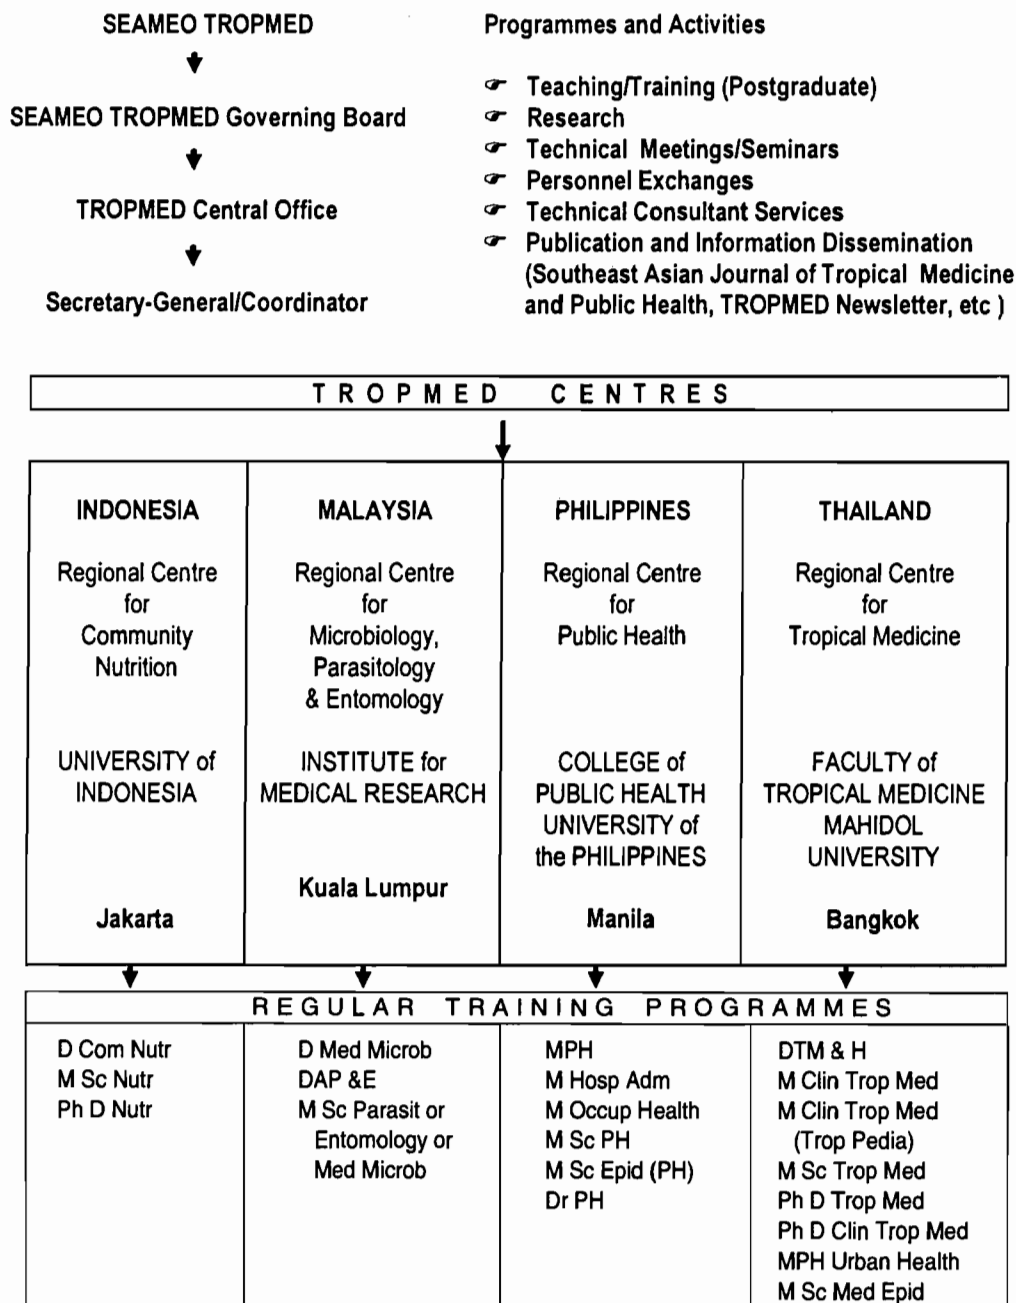 SEAMEO TROPMED
SEAMEO TROPMED Governing Board
TROPMED Central Office
Secretary-General/Coordinator
Programmes and Activities
Teaching/Training (Postgraduate)
Research
Technical Meetings/Seminars
Personnel Exchanges
Technical Consultant Services
Publication and Information Dissemination
(Southeast Asian Journal of Tropical Medicine
and Public Health, TROPMED Newsletter, etc )
TROPMED CENTRES
INDONESIA
Regional Centre
for
Community
Nutrition
UNIVERSITY of
INDONESIA
Jakarta
MALAYSIA
Regional Centre
for
Microbiology,
Parasitology
& Entomology
INSTITUTE for
MEDICAL RESEARCH
Kuala Lumpur
PHILIPPINES
Regional Centre
for
Public Health
COLLEGE of
PUBLIC HEALTH
UNIVERSITY of
the PHILIPPINES
Manila
THAILAND
Regional Centre
for
Tropical Medicine
FACULTY of
TROPICAL MEDICINE
MAHIDOL
UNIVERSITY
Bangkok
REGULAR TRAINING PROGRAMMES
D Com Nutr
M Sc Nutr
Ph D Nutr
D Med Microb
DAP &E
M Sc Parasit or
Entomology or
Med Microb
MPH
M Hosp Adm
M Occup Health
M Sc PH
M Sc Epid (PH)
Dr PH
DTM & H
M Clin Trop Med
M Clin Trop Med
(Trop Pedia)
M Sc Trop Med
Ph D Trop Med
Ph D Clin Trop Med
MPH Urban Health
M Sc Med Epid